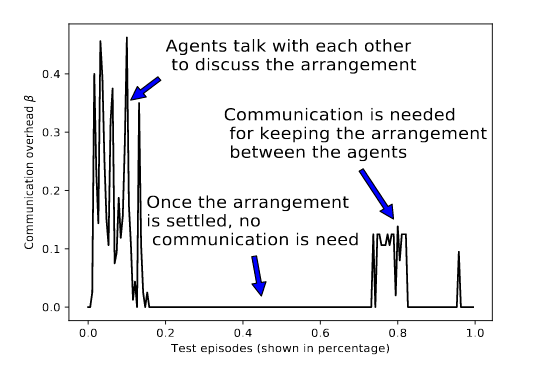 Agents talk with each other
to discuss the arrangement
Communication is needed
for keeping the arrangement
between the agents
Once the arrangement
is settled, no
communication is need
Communication overhead β
0.4
0.3
0.2
0.1
0.0
0.0 0.2 0.4 0.6 0.8 1.0
Test episodes (shown in percentage)